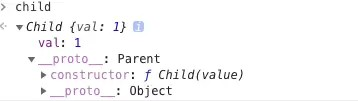 > child
<· ▼ Child {val: 1} i
val: 1
▼ __proto__: Parent
▶ constructor: ƒ Child(value)
▶ __proto__: Object